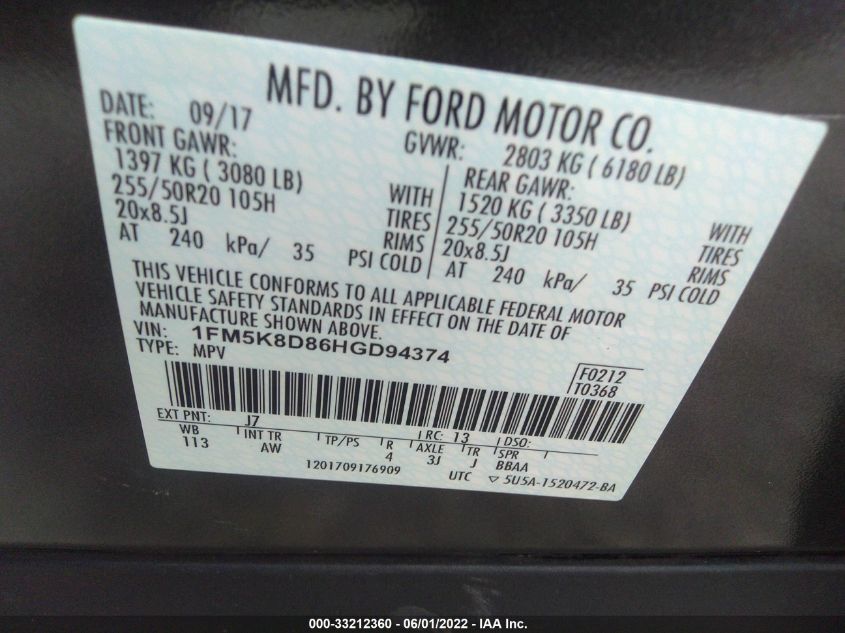 MFD. BY FORD MOTOR CO.
DATE: 09/17
GVWR: 2803 KG ( 6180 LB)
FRONT GAWR:
1397 KG ( 3080 LB) WITH
255/50R20 105H TIRES
20x8.5J RIMS
AT 240 kPa/ 35 PSI COLD
REAR GAWR:
1520 KG ( 3350 LB) WITH
255/50R20 105H TIRES
20x8.5J RIMS
AT 240 kPa/ 35 PSI COLD
THIS VEHICLE CONFORMS TO ALL APPLICABLE FEDERAL MOTOR
VEHICLE SAFETY STANDARDS IN EFFECT ON THE DATE OF
MANUFACTURE SHOWN ABOVE.
VIN: 1FM5K8D86HGD94374
TYPE: MPV
F0212
T0368
EXT PNT: J7 RC: 13 DSO:
WB INT TR TP/PS R AXLE TR SPR
113 AW 4 3J J BBAA
1201709176909 UTC ▽ 5U5A-1520472-BA
000-33212360 - 06/01/2022 - IAA Inc.